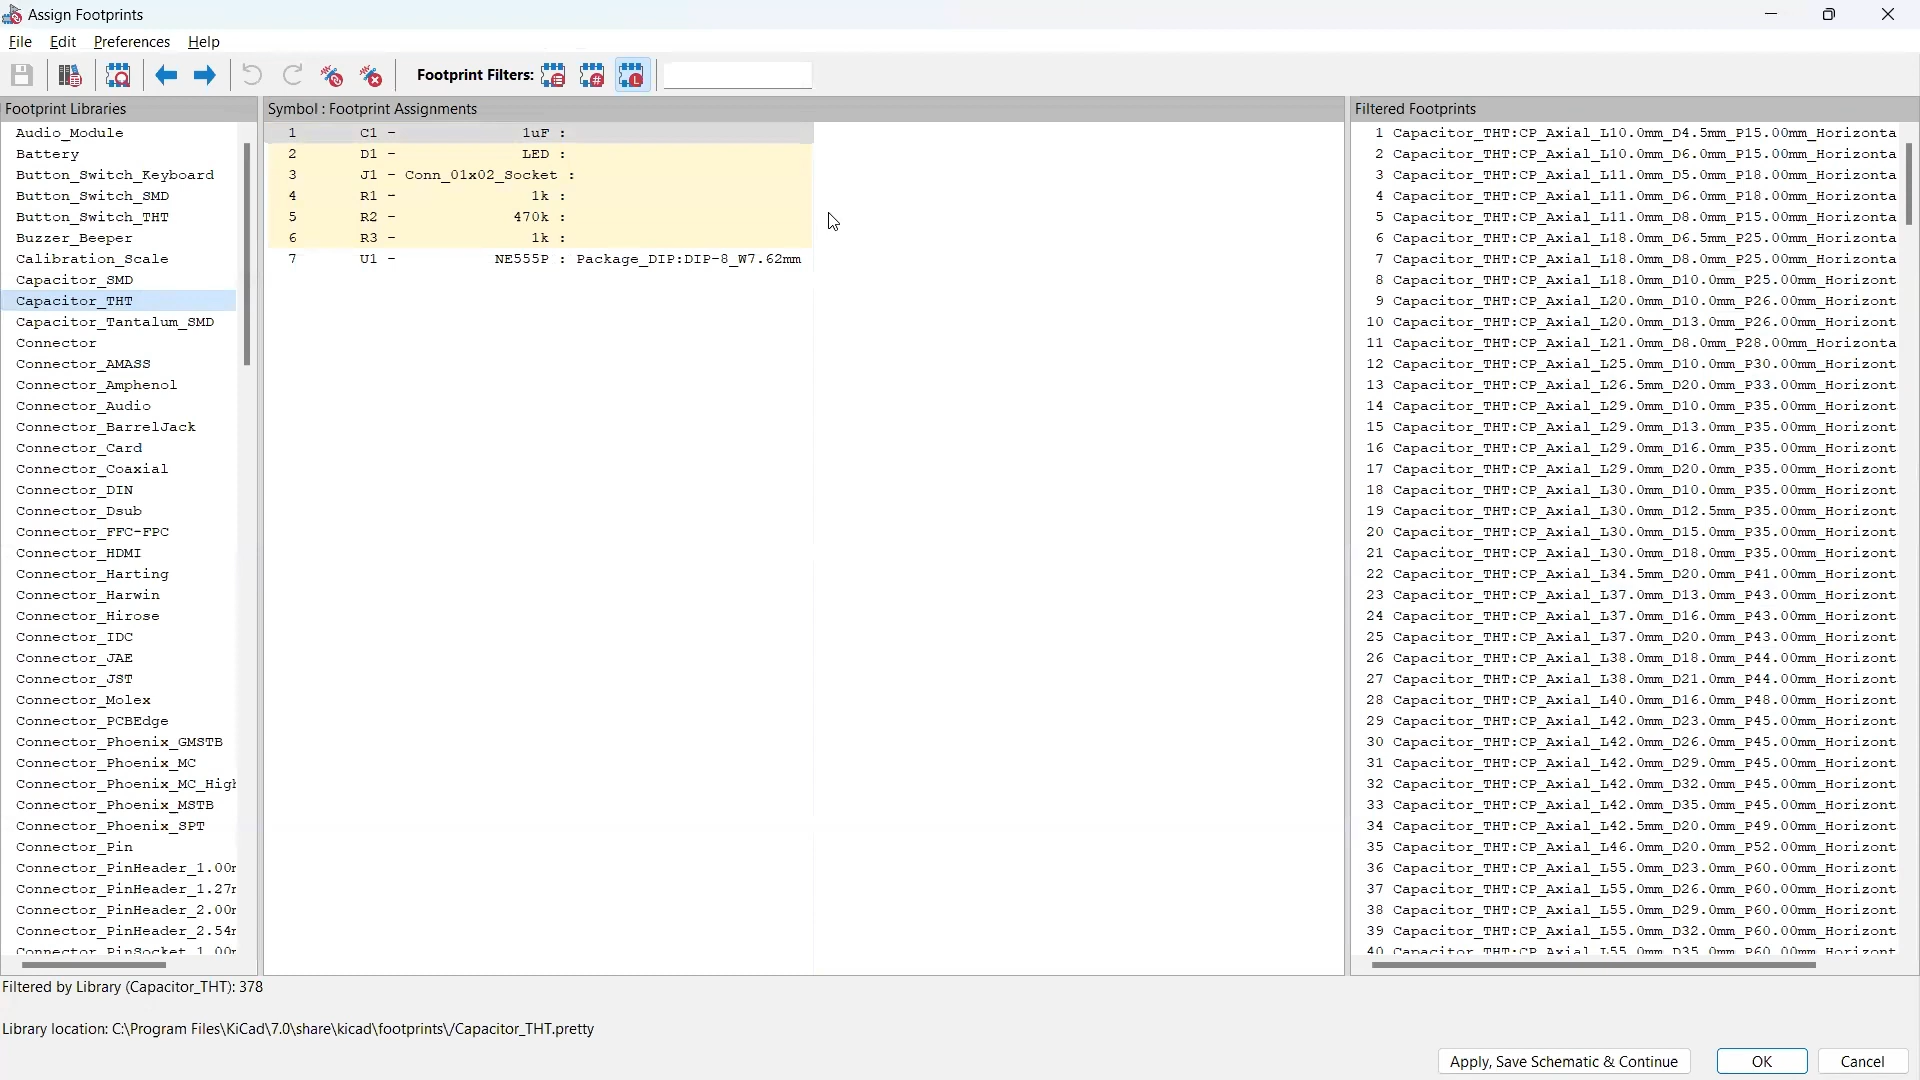 Assign Footprints
File Edit Preferences Help
Footprint Filters:
Footprint Libraries
Audio_Module
Battery
Button_Switch_Keyboard
Button_Switch_SMD
Button_Switch_THT
Buzzer_Beeper
Calibration_Scale
Capacitor_SMD
Capacitor_THT
Capacitor_Tantalum_SMD
Connector
Connector_AMASS
Connector_Amphenol
Connector_Audio
Connector_BarrelJack
Connector_Card
Connector_Coaxial
Connector_DIN
Connector_Dsub
Connector_FFC-FPC
Connector_HDMI
Connector_Harting
Connector_Harwin
Connector_Hirose
Connector_IDC
Connector_JAE
Connector_JST
Connector_Molex
Connector_PCBEdge
Connector_Phoenix_GMSTB
Connector_Phoenix_MC
Connector_Phoenix_MC_High
Connector_Phoenix_MSTB
Connector_Phoenix_SPT
Connector_Pin
Connector_PinHeader_1.00m
Connector_PinHeader_1.27m
Connector_PinHeader_2.00m
Connector_PinHeader_2.54m
Connector_PinSocket_1.00m
Symbol : Footprint Assignments
1 C1 - 1uF :
2 D1 - LED :
3 J1 - Conn_01x02_Socket :
4 R1 - 1k :
5 R2 - 470k :
6 R3 - 1k :
7 U1 - NE555P : Package_DIP:DIP-8_W7.62mm
Filtered Footprints
1 Capacitor_THT:CP_Axial_L10.0mm_D4.5mm_P15.00mm_Horizonta
2 Capacitor_THT:CP_Axial_L10.0mm_D6.0mm_P15.00mm_Horizonta
3 Capacitor_THT:CP_Axial_L11.0mm_D5.0mm_P18.00mm_Horizonta
4 Capacitor_THT:CP_Axial_L11.0mm_D6.0mm_P18.00mm_Horizonta
5 Capacitor_THT:CP_Axial_L11.0mm_D8.0mm_P15.00mm_Horizonta
6 Capacitor_THT:CP_Axial_L18.0mm_D6.5mm_P25.00mm_Horizonta
7 Capacitor_THT:CP_Axial_L18.0mm_D8.0mm_P25.00mm_Horizonta
8 Capacitor_THT:CP_Axial_L18.0mm_D10.0mm_P25.00mm_Horizont
9 Capacitor_THT:CP_Axial_L20.0mm_D10.0mm_P26.00mm_Horizont
10 Capacitor_THT:CP_Axial_L20.0mm_D13.0mm_P26.00mm_Horizont
11 Capacitor_THT:CP_Axial_L21.0mm_D8.0mm_P28.00mm_Horizonta
12 Capacitor_THT:CP_Axial_L25.0mm_D10.0mm_P30.00mm_Horizont
13 Capacitor_THT:CP_Axial_L26.5mm_D20.0mm_P33.00mm_Horizont
14 Capacitor_THT:CP_Axial_L29.0mm_D10.0mm_P35.00mm_Horizont
15 Capacitor_THT:CP_Axial_L29.0mm_D13.0mm_P35.00mm_Horizont
16 Capacitor_THT:CP_Axial_L29.0mm_D16.0mm_P35.00mm_Horizont
17 Capacitor_THT:CP_Axial_L29.0mm_D20.0mm_P35.00mm_Horizont
18 Capacitor_THT:CP_Axial_L30.0mm_D10.0mm_P35.00mm_Horizont
19 Capacitor_THT:CP_Axial_L30.0mm_D12.5mm_P35.00mm_Horizont
20 Capacitor_THT:CP_Axial_L30.0mm_D15.0mm_P35.00mm_Horizont
21 Capacitor_THT:CP_Axial_L30.0mm_D18.0mm_P35.00mm_Horizont
22 Capacitor_THT:CP_Axial_L34.5mm_D20.0mm_P41.00mm_Horizont
23 Capacitor_THT:CP_Axial_L37.0mm_D13.0mm_P43.00mm_Horizont
24 Capacitor_THT:CP_Axial_L37.0mm_D16.0mm_P43.00mm_Horizont
25 Capacitor_THT:CP_Axial_L37.0mm_D20.0mm_P43.00mm_Horizont
26 Capacitor_THT:CP_Axial_L38.0mm_D18.0mm_P44.00mm_Horizont
27 Capacitor_THT:CP_Axial_L38.0mm_D21.0mm_P44.00mm_Horizont
28 Capacitor_THT:CP_Axial_L40.0mm_D16.0mm_P48.00mm_Horizont
29 Capacitor_THT:CP_Axial_L42.0mm_D23.0mm_P45.00mm_Horizont
30 Capacitor_THT:CP_Axial_L42.0mm_D26.0mm_P45.00mm_Horizont
31 Capacitor_THT:CP_Axial_L42.0mm_D29.0mm_P45.00mm_Horizont
32 Capacitor_THT:CP_Axial_L42.0mm_D32.0mm_P45.00mm_Horizont
33 Capacitor_THT:CP_Axial_L42.0mm_D35.0mm_P45.00mm_Horizont
34 Capacitor_THT:CP_Axial_L42.5mm_D20.0mm_P49.00mm_Horizont
35 Capacitor_THT:CP_Axial_L46.0mm_D20.0mm_P52.00mm_Horizont
36 Capacitor_THT:CP_Axial_L55.0mm_D23.0mm_P60.00mm_Horizont
37 Capacitor_THT:CP_Axial_L55.0mm_D26.0mm_P60.00mm_Horizont
38 Capacitor_THT:CP_Axial_L55.0mm_D29.0mm_P60.00mm_Horizont
39 Capacitor_THT:CP_Axial_L55.0mm_D32.0mm_P60.00mm_Horizont
40 Capacitor_THT:CP_Axial_L55.0mm_D35.0mm_P60.00mm_Horizont
Filtered by Library (Capacitor_THT): 378
Library location: C:\Program Files\KiCad\7.0\share\kicad\footprints\/Capacitor_THT.pretty
Apply, Save Schematic & Continue OK Cancel